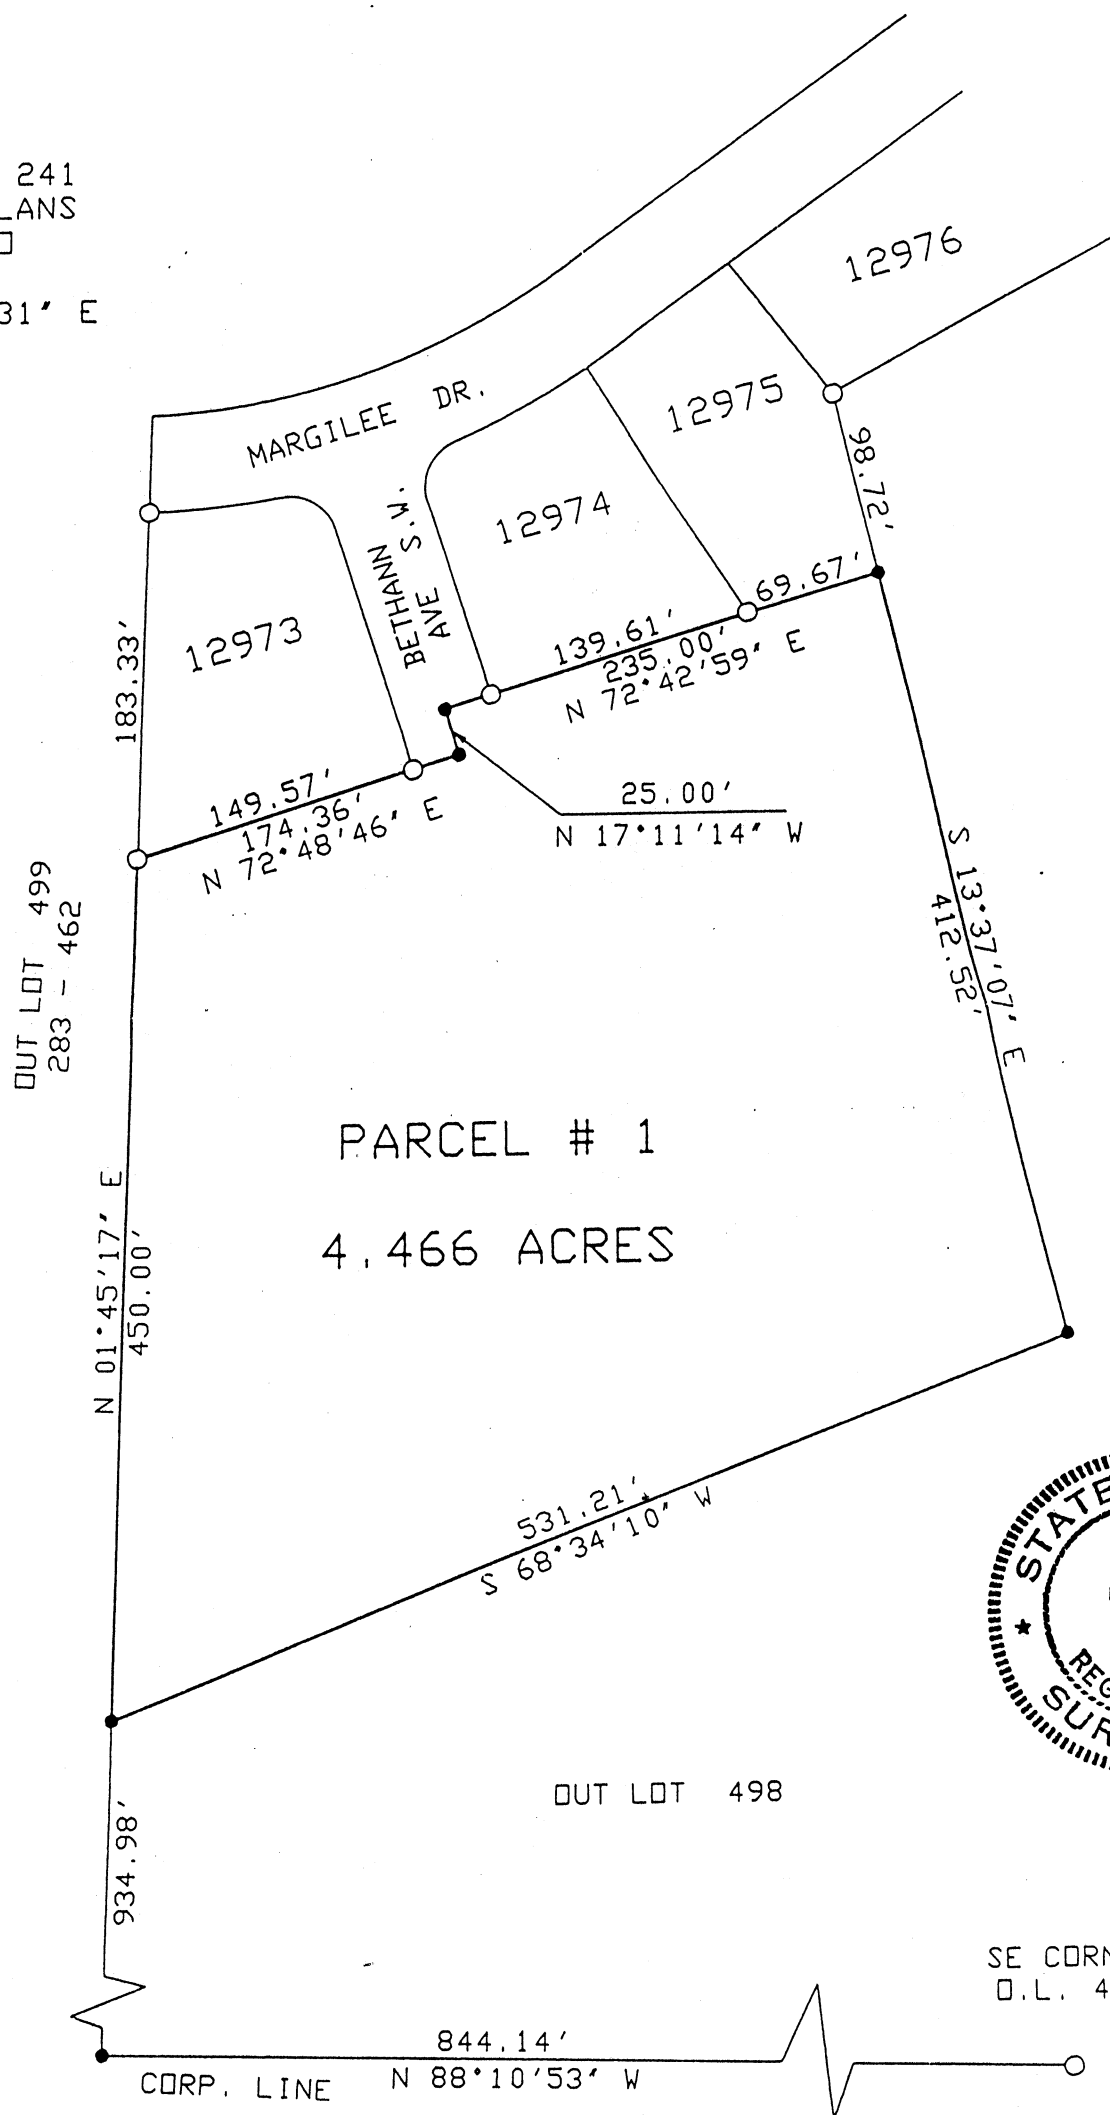 241
LANS
31" E
12976
MARGILEE DR.
12975
98.72'
12974
BETHANN
AVE S.W.
12973
183.33'
69.67'
139.61'
235.00'
N 72°42'59" E
149.57'
174.36'
N 72°48'46" E
25.00'
N 17°11'14" W
OUT LOT 499
283 - 462
S 13°37'07" E
412.52'
PARCEL # 1
4.466 ACRES
N 01°45'17" E
450.00'
531.21'
S 68°34'10" W
STATE
REG
SUR
OUT LOT 498
934.98'
SE CORN
O.L. 4
844.14'
CORP. LINE N 88°10'53" W